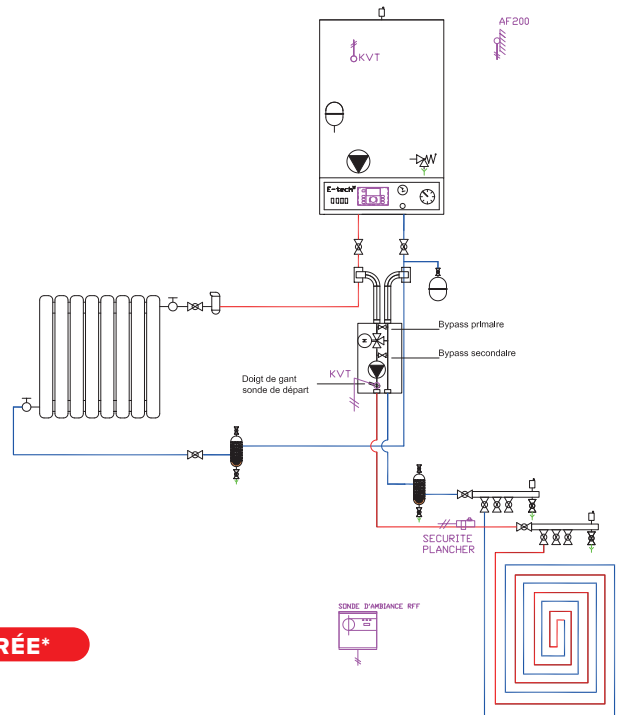 AF200
KVT
E-tech
Bypass primaire
Bypass secondaire
M
KVT
Doigt de gant
sonde de départ
SECURITE
PLANCHER
SONDE D'AMBIANCE RFF
RÉE*